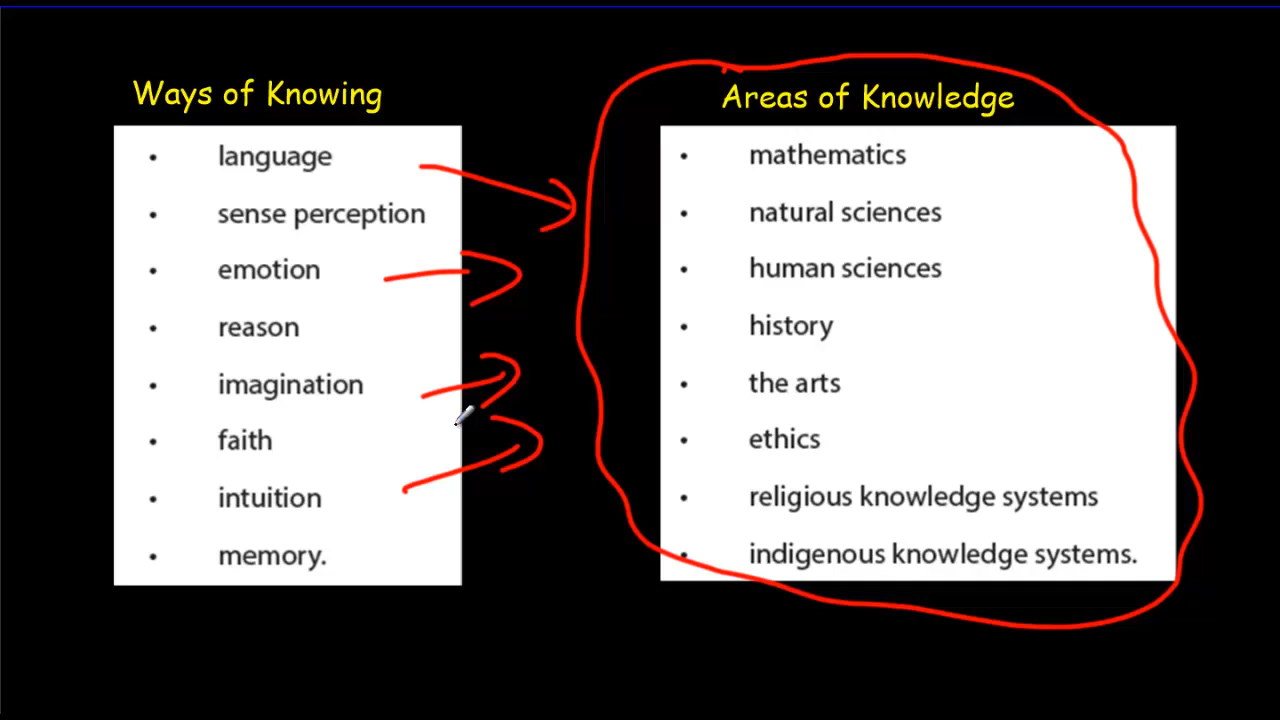 Ways of Knowing
• language
• sense perception
• emotion
• reason
• imagination
• faith
• intuition
• memory.
Areas of Knowledge
• mathematics
• natural sciences
• human sciences
• history
• the arts
• ethics
• religious knowledge systems
• indigenous knowledge systems.